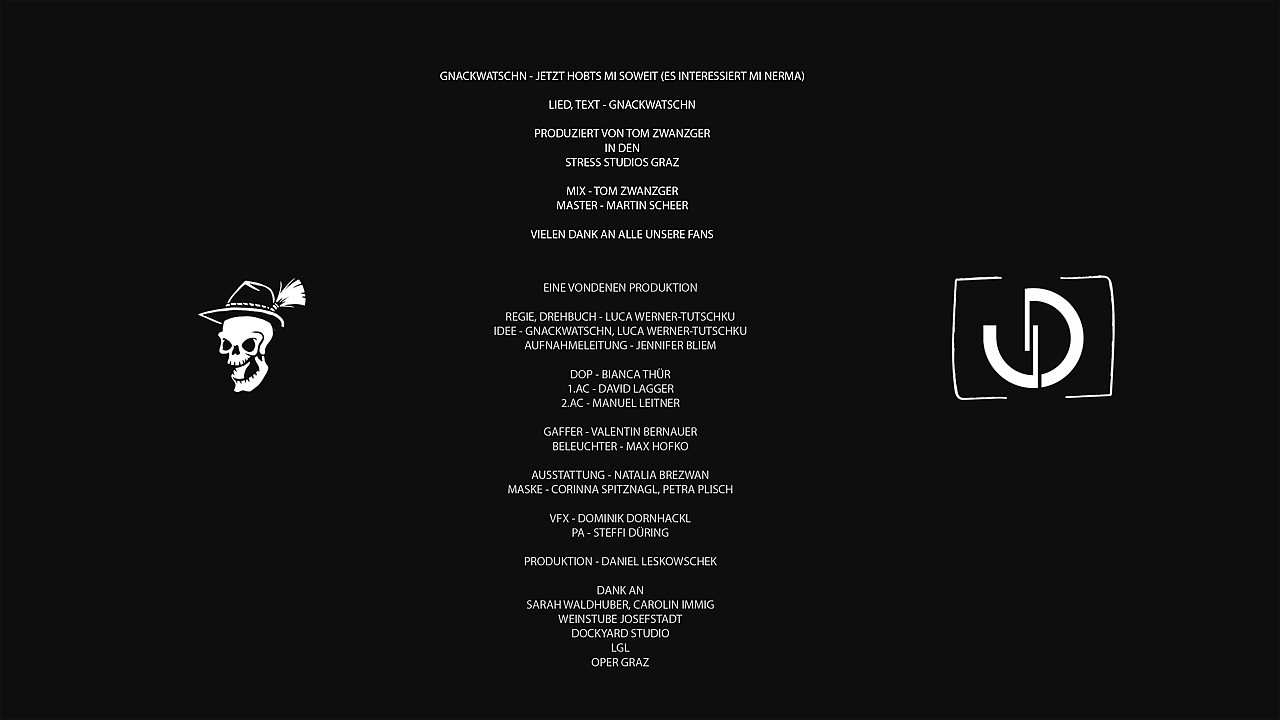 GNACKWATSCHN - JETZT HOBTS MI SOWEIT (ES INTERESSIERT MI NERMA)
LIED, TEXT - GNACKWATSCHN
PRODUZIERT VON TOM ZWANZGER
IN DEN
STRESS STUDIOS GRAZ
MIX - TOM ZWANZGER
MASTER - MARTIN SCHEER
VIELEN DANK AN ALLE UNSERE FANS
EINE VONDENEN PRODUKTION
REGIE, DREHBUCH - LUCA WERNER-TUTSCHKU
IDEE - GNACKWATSCHN, LUCA WERNER-TUTSCHKU
AUFNAHMELEITUNG - JENNIFER BLIEM
DOP - BIANCA THÜR
1.AC - DAVID LAGGER
2.AC - MANUEL LEITNER
GAFFER - VALENTIN BERNAUER
BELEUCHTER - MAX HOFKO
AUSSTATTUNG - NATALIA BREZWAN
MASKE - CORINNA SPITZNAGL, PETRA PLISCH
VFX - DOMINIK DORNHACKL
PA - STEFFI DÜRING
PRODUKTION - DANIEL LESKOWSCHEK
DANK AN
SARAH WALDHUBER, CAROLIN IMMIG
WEINSTUBE JOSEFSTADT
DOCKYARD STUDIO
LGL
OPER GRAZ